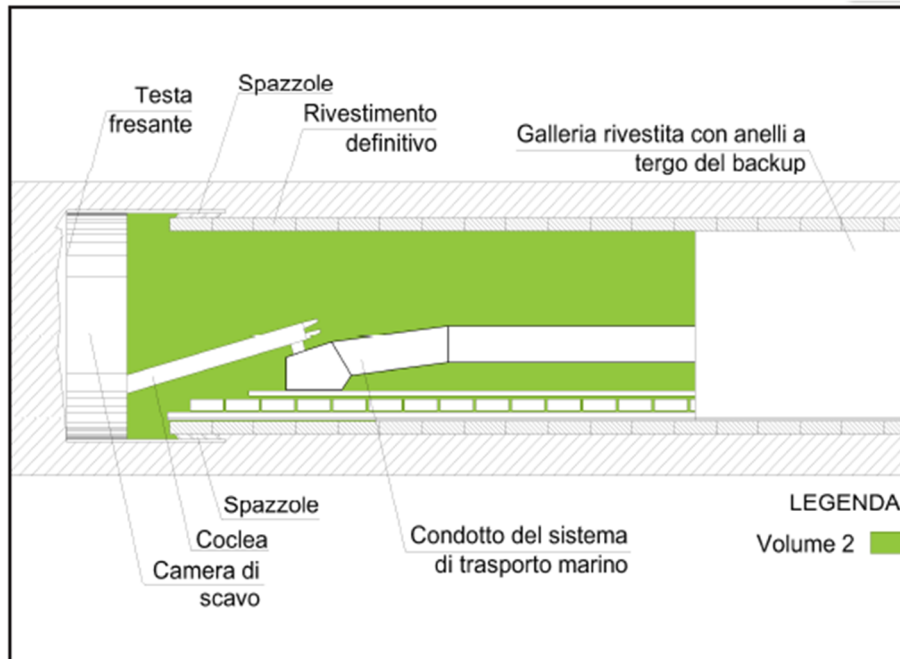 Testa
fresante
Spazzole
Rivestimento
definitivo
Galleria rivestita con anelli a
tergo del backup
Spazzole
Coclea
Camera di
scavo
Condotto del sistema
di trasporto marino
LEGENDA
Volume 2